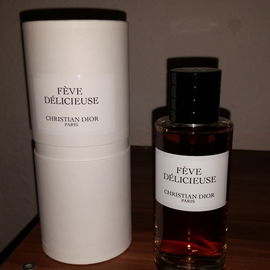 FÈVE
DÉLICIEUSE
CHRISTIAN DIOR
PARIS
FÈVE
DÉLICIEUSE
CHRISTIAN DIOR
PARIS